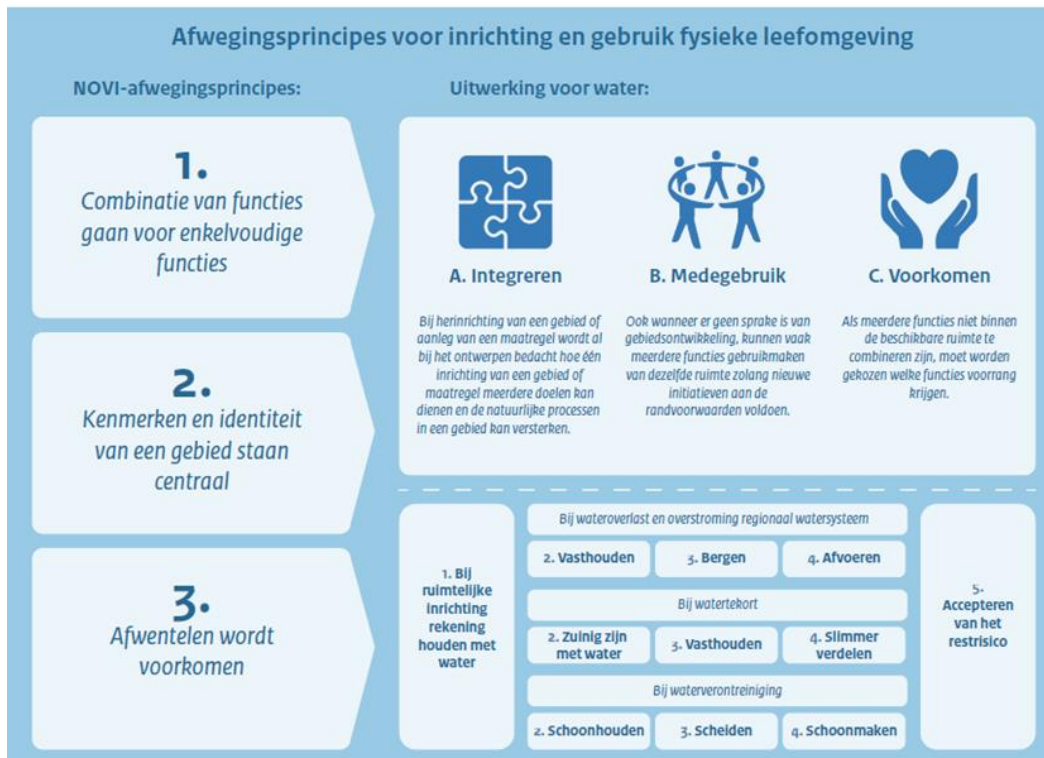 Afwegingsprincipes voor inrichting en gebruik fysieke leefomgeving
NOVI-afwegingsprincipes:
Uitwerking voor water:
1.
Combinatie van functies
gaan voor enkelvoudige
functies
2.
Kenmerken en identiteit
van een gebied staan
centraal
3.
Afwentelen wordt
voorkomen
A. Integreren
Bij herinrichting van een gebied of
aanleg van een maatregel wordt al
bij het ontwerpen bedacht hoe één
inrichting van een gebied of
maatregel meerdere doelen kan
dienen en de natuurlijke processen
in een gebied kan versterken.
B. Medegebruik
Ook wanneer er geen sprake is van
gebiedsontwikkeling, kunnen vaak
meerdere functies gebruikmaken
van dezelfde ruimte zolang nieuwe
initiatieven aan de
randvoorwaarden voldoen.
C. Voorkomen
Als meerdere functies niet binnen
de beschikbare ruimte te
combineren zijn, moet worden
gekozen welke functies voorrang
krijgen.
1. Bij
ruimtelijke
inrichting
rekening
houden met
water
Bij wateroverlast en overstroming regionaal watersysteem
2. Vasthouden
3. Bergen
4. Afvoeren
Bij watertekort
2. Zuinig zijn
met water
3. Vasthouden
4. Slimmer
verdelen
Bij waterverontreiniging
2. Schoonhouden
3. Scheiden
4. Schoonmaken
5.
Accepteren
van het
restrisico